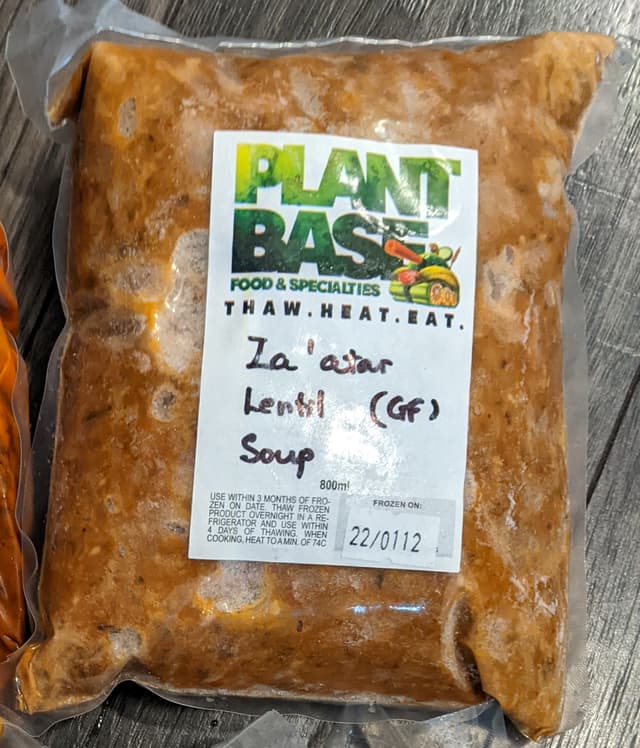 PLANT
BASE
FOOD & SPECIALTIES
THAW.HEAT.EAT.
Za'atar
Lentil (GF)
Soup
800ml
USE WITHIN 3 MONTHS OF FRO-
ZEN ON DATE. THAW FROZEN
PRODUCT OVERNIGHT IN A RE-
FRIGERATOR AND USE WITHIN
4 DAYS OF THAWING. WHEN
COOKING, HEAT TO A MIN. OF 74C
FROZEN ON:
22/0112